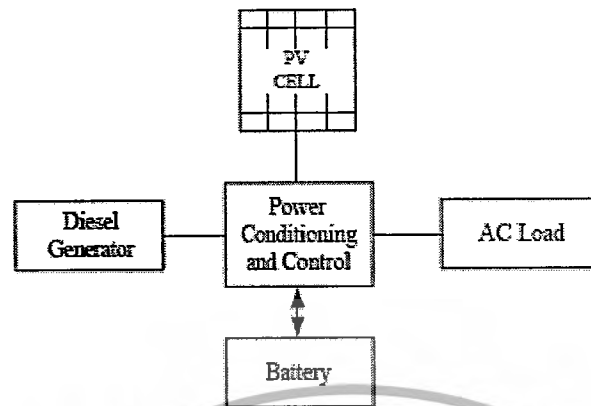 PV
CELL
Diesel
Generator
Power
Conditioning
and Control
AC Load
Battery